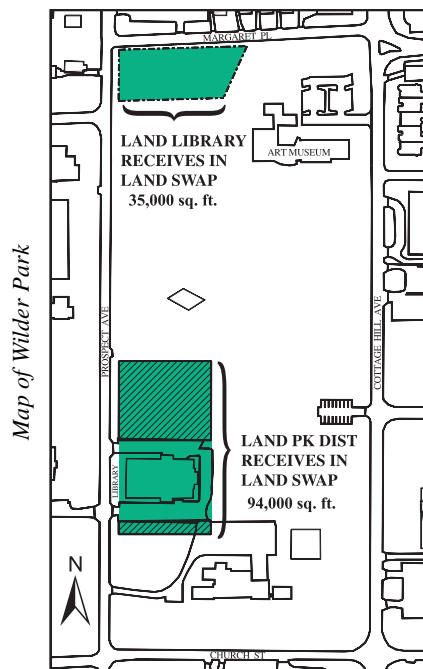 MARGARET PL
LAND LIBRARY
RECEIVES IN
LAND SWAP
35,000 sq. ft.
ART MUSEUM
Map of Wilder Park
PROSPECT AVE
COTTAGE HILL AVE
LAND PK DIST
RECEIVES IN
LAND SWAP
94,000 sq. ft.
LIBRARY
N
CHURCH ST